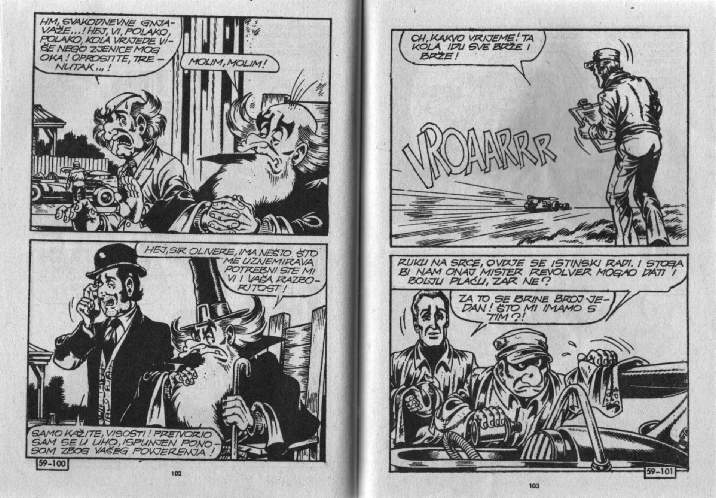 HM, SVAKODNEVNE GNJA-
VAŽE...! HEJ, VI, POLAKO,
POLAKO, KOLA VRIJEDE VI-
ŠE NEGO ZJENICE MOG
OKA! OPROSTITE, TRE-
NUTAK...!
MOLIM, MOLIM!
HEJ, SIR OLIVERE, IMA NEŠTO ŠTO
ME UZNEMIRAVA
POTREBNI STE MI
VI I VAŠA RAZBO-
RITOST!
SAMO KAŽITE, VISOSTI! PRETVORIO
SAM SE U UHO, ISPUNJEN PONO-
SOM ZBOG VAŠEG POVJERENJA!
59-100
102
OH, KAKVO VRIJEME! TA
KOLA IDU SVE BRŽE I
BRŽE!
VROAARRR
RUKU NA SRCE, OVDJE SE ISTINSKI RADI. I STOGA
BI NAM ONAJ MISTER REVOLVER MOGAO DATI I
BOLJU PLAĆU, ZAR NE?
ZA TO SE BRINE BROJ JE-
DAN! ŠTO MI IMAMO S
TIM?!
59-101
103